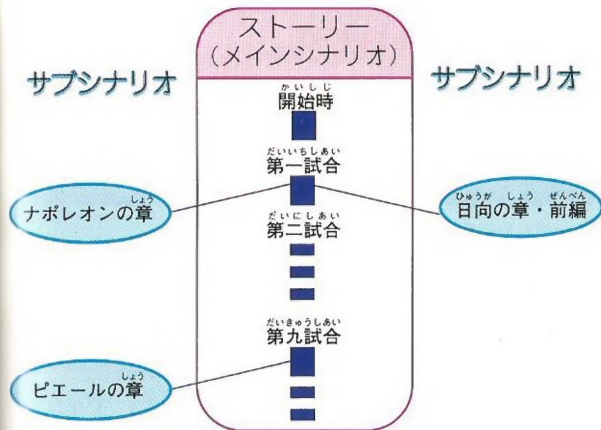 ストーリー
（メインシナリオ）
サブシナリオ
サブシナリオ
かいしじ
開始時
だいいちしあい
第一試合
しょう
ナポレオンの章
ひゅうが しょう ぜんぺん
日向の章・前編
だいにしあい
第二試合
だいきゅうしあい
第九試合
しょう
ピエールの章